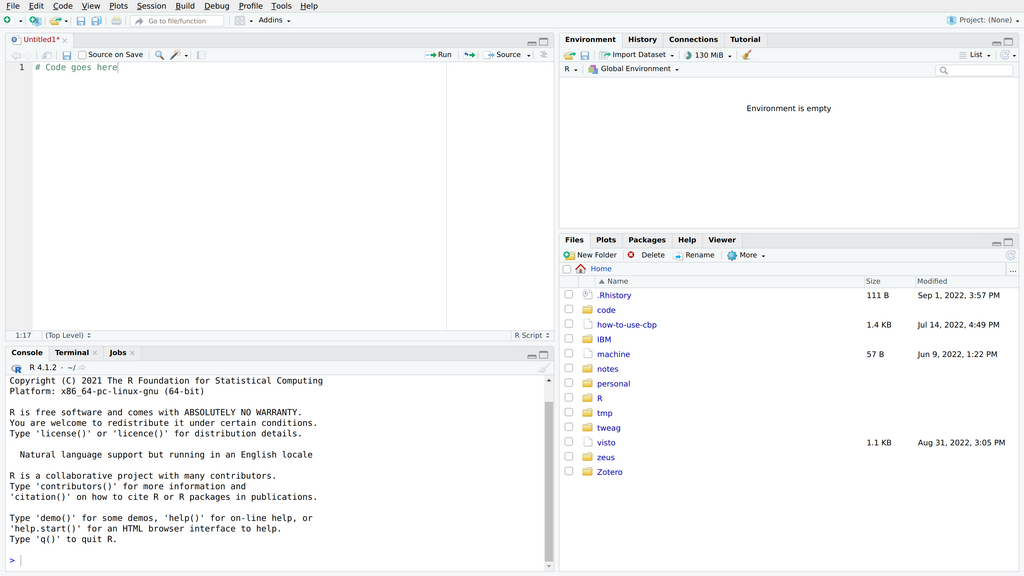 File Edit Code View Plots Session Build Debug Profile Tools Help
Go to file/function Addins Project: (None)
Untitled1*
Source on Save Run Source
1 # Code goes here
1:17 (Top Level) R Script
Console Terminal Jobs
R 4.1.2 · ~/
Copyright (C) 2021 The R Foundation for Statistical Computing
Platform: x86_64-pc-linux-gnu (64-bit)
R is free software and comes with ABSOLUTELY NO WARRANTY.
You are welcome to redistribute it under certain conditions.
Type 'license()' or 'licence()' for distribution details.
Natural language support but running in an English locale
R is a collaborative project with many contributors.
Type 'contributors()' for more information and
'citation()' on how to cite R or R packages in publications.
Type 'demo()' for some demos, 'help()' for on-line help, or
'help.start()' for an HTML browser interface to help.
Type 'q()' to quit R.
>
Environment History Connections Tutorial
Import Dataset 130 MiB List
R Global Environment
Environment is empty
Files Plots Packages Help Viewer
New Folder Delete Rename More
Home ...
Name Size Modified
.Rhistory 111 B Sep 1, 2022, 3:57 PM
code
how-to-use-cbp 1.4 KB Jul 14, 2022, 4:49 PM
IBM
machine 57 B Jun 9, 2022, 1:22 PM
notes
personal
R
tmp
tweag
visto 1.1 KB Aug 31, 2022, 3:05 PM
zeus
Zotero